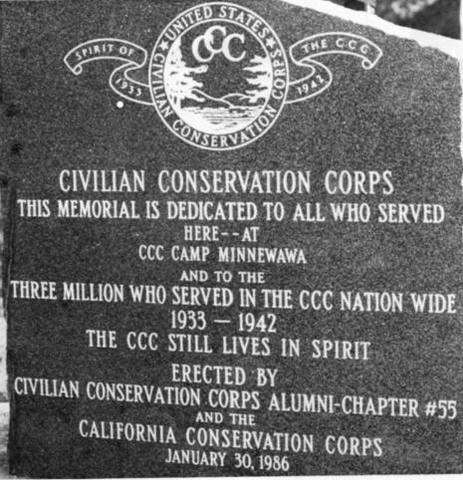 SPIRIT OF
1933
UNITED STATES
CCC
CIVILIAN CONSERVATION CORPS
THE CCC
1942
CIVILIAN CONSERVATION CORPS
THIS MEMORIAL IS DEDICATED TO ALL WHO SERVED
HERE--AT
CCC CAMP MINNEWAWA
AND TO THE
THREE MILLION WHO SERVED IN THE CCC NATION WIDE
1933 — 1942
THE CCC STILL LIVES IN SPIRIT
ERECTED BY
CIVILIAN CONSERVATION CORPS ALUMNI-CHAPTER #55
AND THE
CALIFORNIA CONSERVATION CORPS
JANUARY 30, 1986